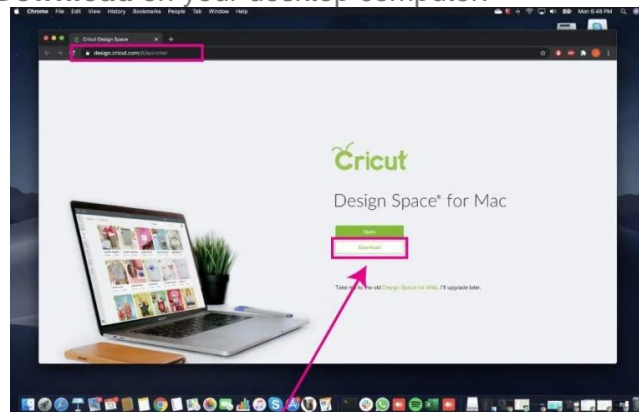 Download on your desktop computer.
Chrome File Edit View History Bookmarks People Tab Window Help
Mon 6:48 PM
Cricut Design Space
design.cricut.com/#/launcher
Cricut
Design Space® for Mac
Open
Download
Take me to the old Design Space for Web. I'll upgrade later.